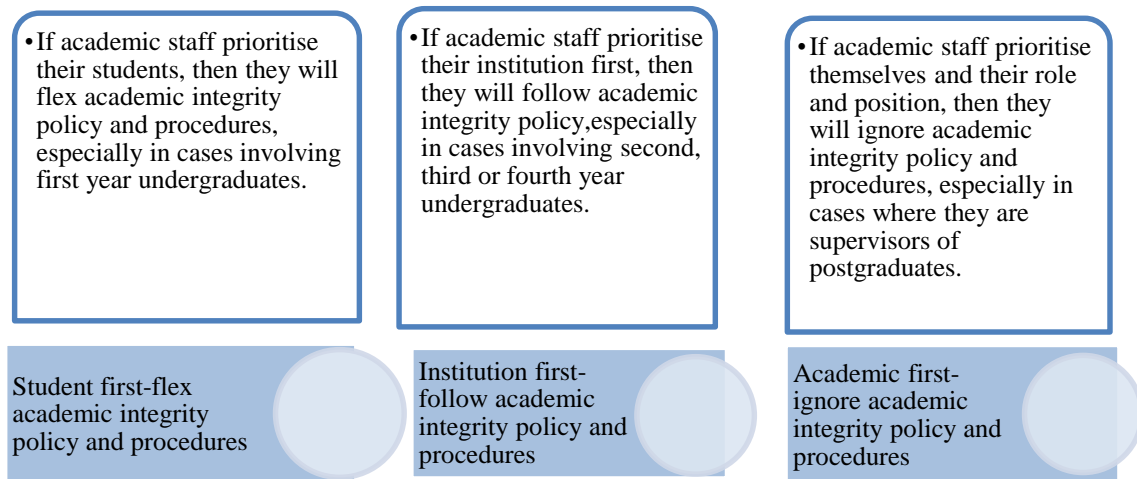 •If academic staff prioritise
their students, then they will
flex academic integrity
policy and procedures,
especially in cases involving
first year undergraduates.
•If academic staff prioritise
their institution first, then
they will follow academic
integrity policy,especially
in cases involving second,
third or fourth year
undergraduates.
•If academic staff prioritise
themselves and their role
and position, then they
will ignore academic
integrity policy and
procedures, especially in
cases where they are
supervisors of
postgraduates.
Student first-flex
academic integrity
policy and procedures
Institution first-
follow academic
integrity policy and
procedures
Academic first-
ignore academic
integrity policy and
procedures